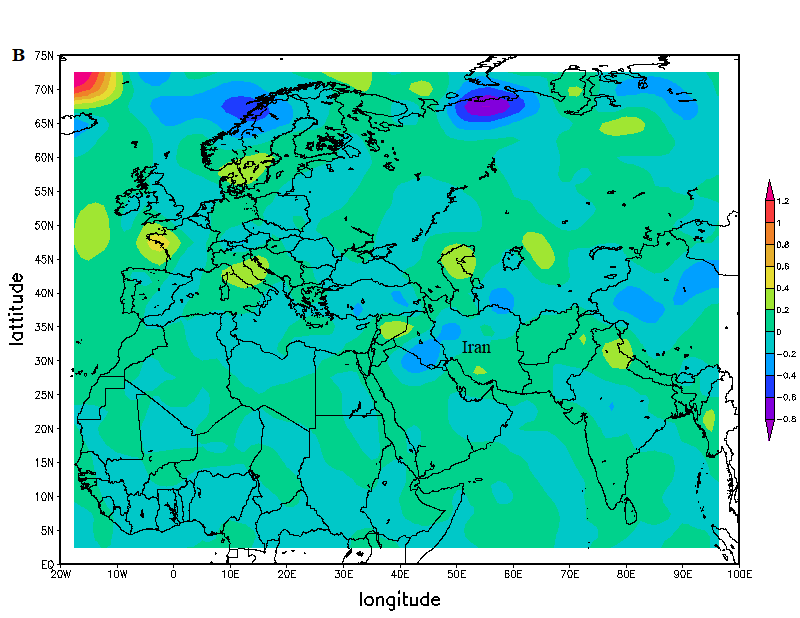 B
75N
70N
65N
60N
55N
50N
45N
40N
35N
30N
25N
20N
15N
10N
5N
EQ
20W 10W 0 10E 20E 30E 40E 50E 60E 70E 80E 90E 100E
longitude
lattitude
Iran
1.2
1
0.8
0.6
0.4
0.2
0
-0.2
-0.4
-0.6
-0.8